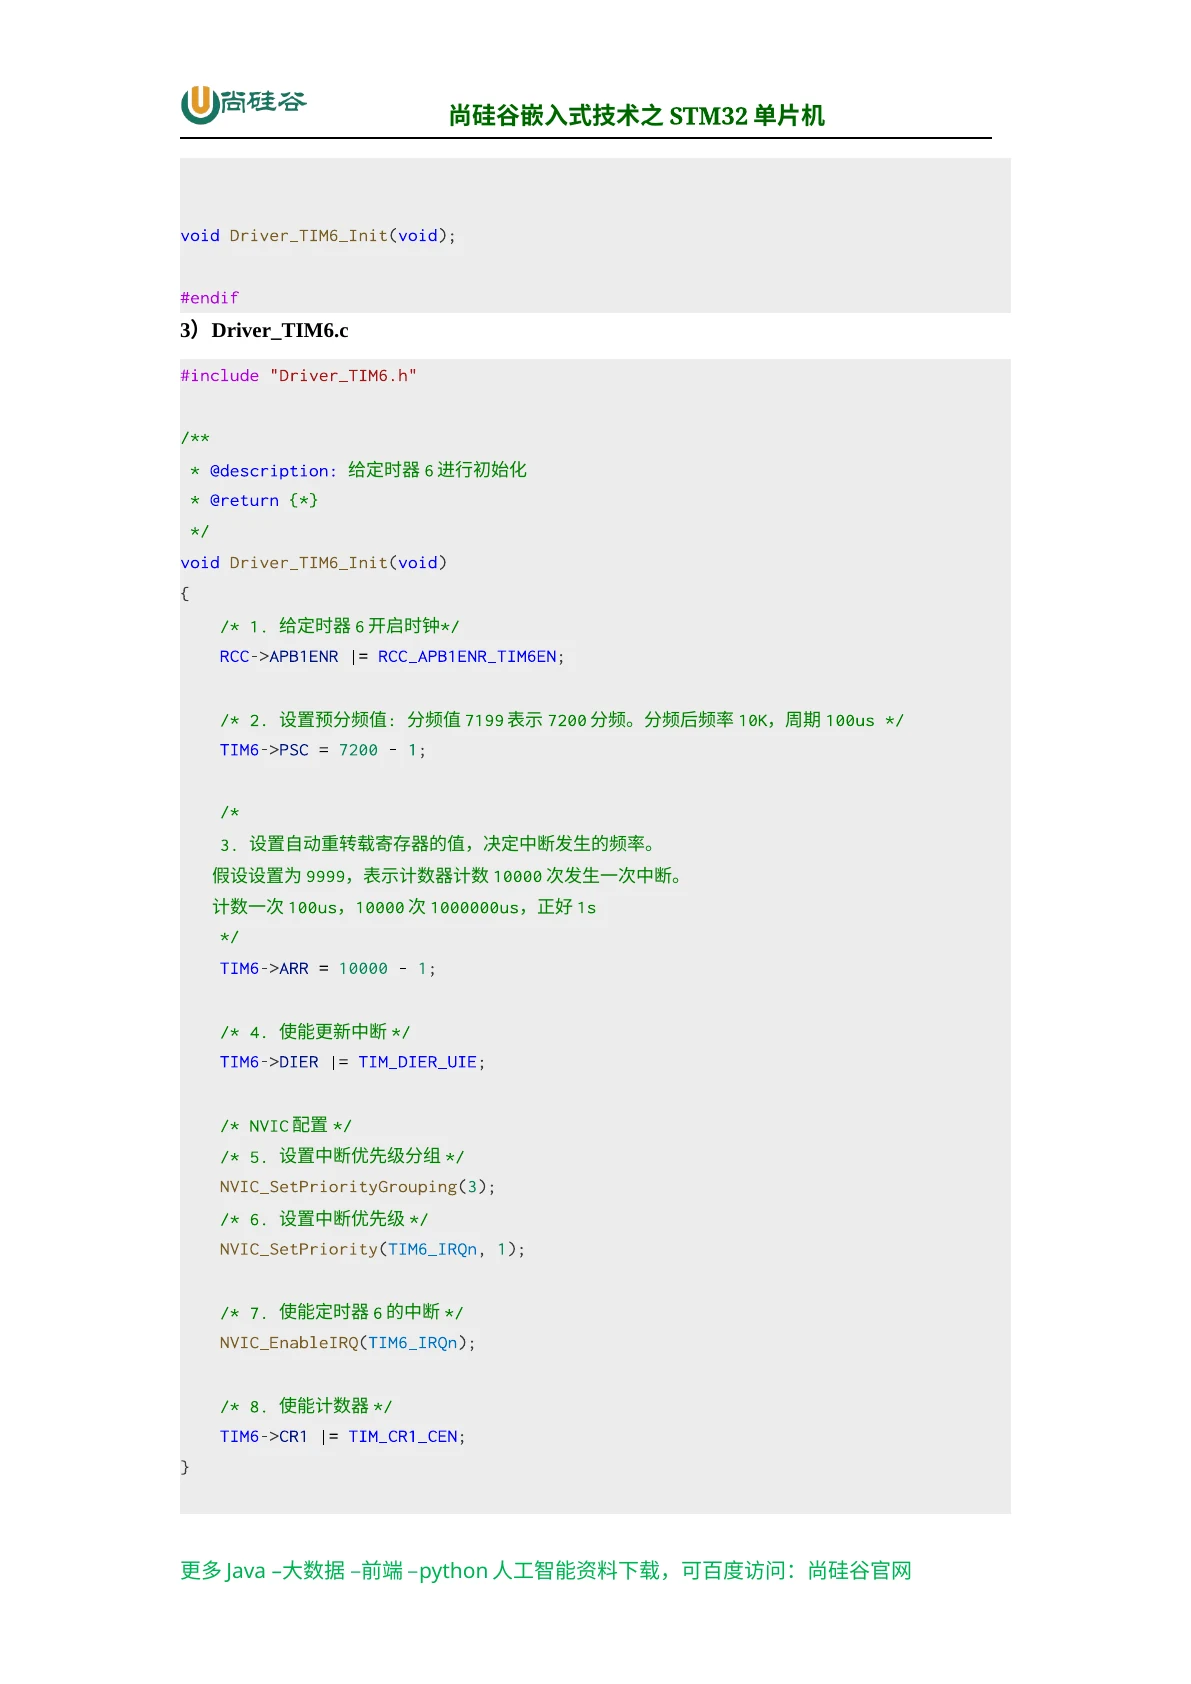 尚硅谷
尚硅谷嵌入式技术之 STM32 单片机
void Driver_TIM6_Init(void);
#endif
3）Driver_TIM6.c
#include "Driver_TIM6.h"
/**
 * @description: 给定时器 6 进行初始化
 * @return {*}
 */
void Driver_TIM6_Init(void)
{
    /* 1. 给定时器 6 开启时钟*/
    RCC->APB1ENR |= RCC_APB1ENR_TIM6EN;
    /* 2. 设置预分频值: 分频值 7199 表示 7200 分频。分频后频率 10K，周期 100us */
    TIM6->PSC = 7200 - 1;
    /*
    3. 设置自动重转载寄存器的值，决定中断发生的频率。
    假设设置为 9999，表示计数器计数 10000 次发生一次中断。
    计数一次 100us，10000 次 1000000us，正好 1s
    */
    TIM6->ARR = 10000 - 1;
    /* 4. 使能更新中断 */
    TIM6->DIER |= TIM_DIER_UIE;
    /* NVIC 配置 */
    /* 5. 设置中断优先级分组 */
    NVIC_SetPriorityGrouping(3);
    /* 6. 设置中断优先级 */
    NVIC_SetPriority(TIM6_IRQn, 1);
    /* 7. 使能定时器 6 的中断 */
    NVIC_EnableIRQ(TIM6_IRQn);
    /* 8. 使能计数器 */
    TIM6->CR1 |= TIM_CR1_CEN;
}
更多 Java –大数据 –前端 –python 人工智能资料下载，可百度访问：尚硅谷官网